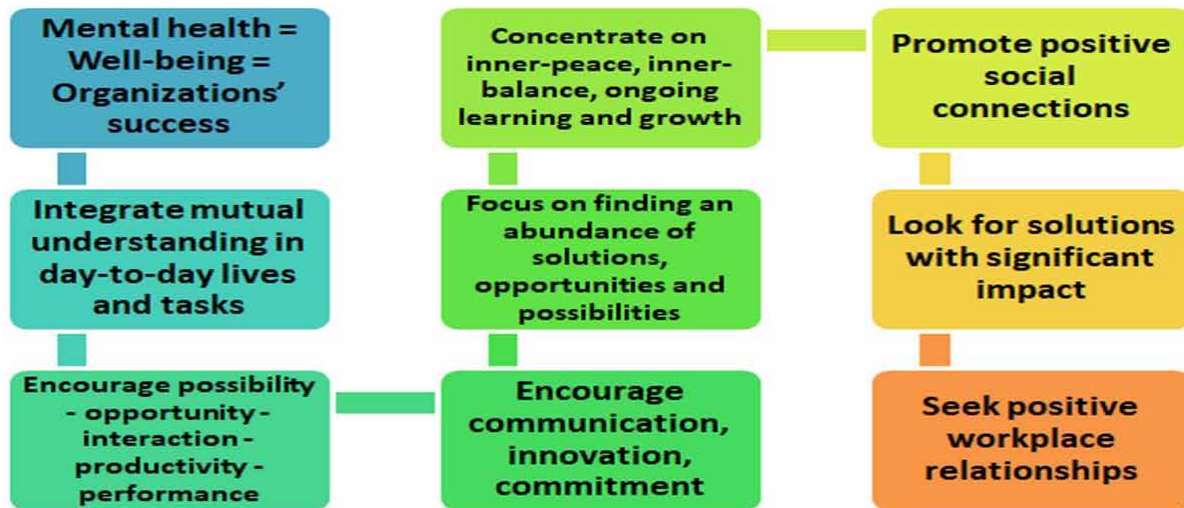 Mental health =
Well-being =
Organizations’
success
Integrate mutual
understanding in
day-to-day lives
and tasks
Encourage possibility
- opportunity -
interaction -
productivity -
performance
Encourage
communication,
innovation,
commitment
Focus on finding an
abundance of
solutions,
opportunities and
possibilities
Concentrate on
inner-peace, inner-
balance, ongoing
learning and growth
Promote positive
social
connections
Look for solutions
with significant
impact
Seek positive
workplace
relationships